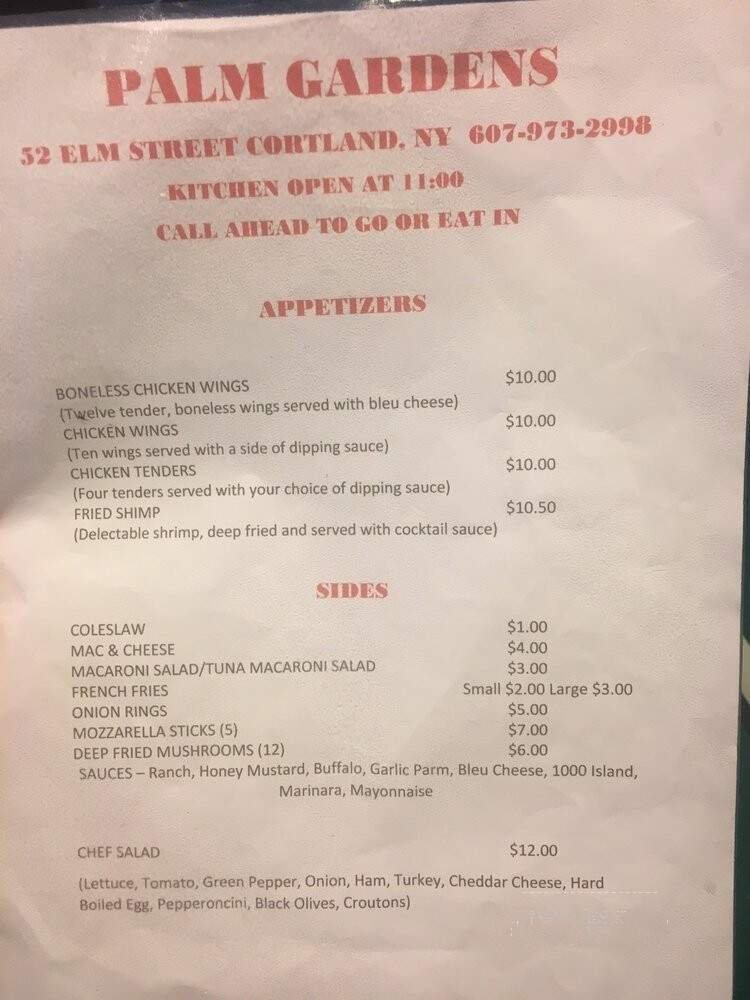 PALM GARDENS
52 ELM STREET CORTLAND, NY 607-973-2998
KITCHEN OPEN AT 11:00
CALL AHEAD TO GO OR EAT IN
APPETIZERS
BONELESS CHICKEN WINGS $10.00
(Twelve tender, boneless wings served with bleu cheese)
CHICKEN WINGS $10.00
(Ten wings served with a side of dipping sauce)
CHICKEN TENDERS $10.00
(Four tenders served with your choice of dipping sauce)
FRIED SHIMP $10.50
(Delectable shrimp, deep fried and served with cocktail sauce)
SIDES
COLESLAW $1.00
MAC & CHEESE $4.00
MACARONI SALAD/TUNA MACARONI SALAD $3.00
FRENCH FRIES Small $2.00 Large $3.00
ONION RINGS $5.00
MOZZARELLA STICKS (5) $7.00
DEEP FRIED MUSHROOMS (12) $6.00
SAUCES – Ranch, Honey Mustard, Buffalo, Garlic Parm, Bleu Cheese, 1000 Island,
Marinara, Mayonnaise
CHEF SALAD $12.00
(Lettuce, Tomato, Green Pepper, Onion, Ham, Turkey, Cheddar Cheese, Hard
Boiled Egg, Pepperoncini, Black Olives, Croutons)